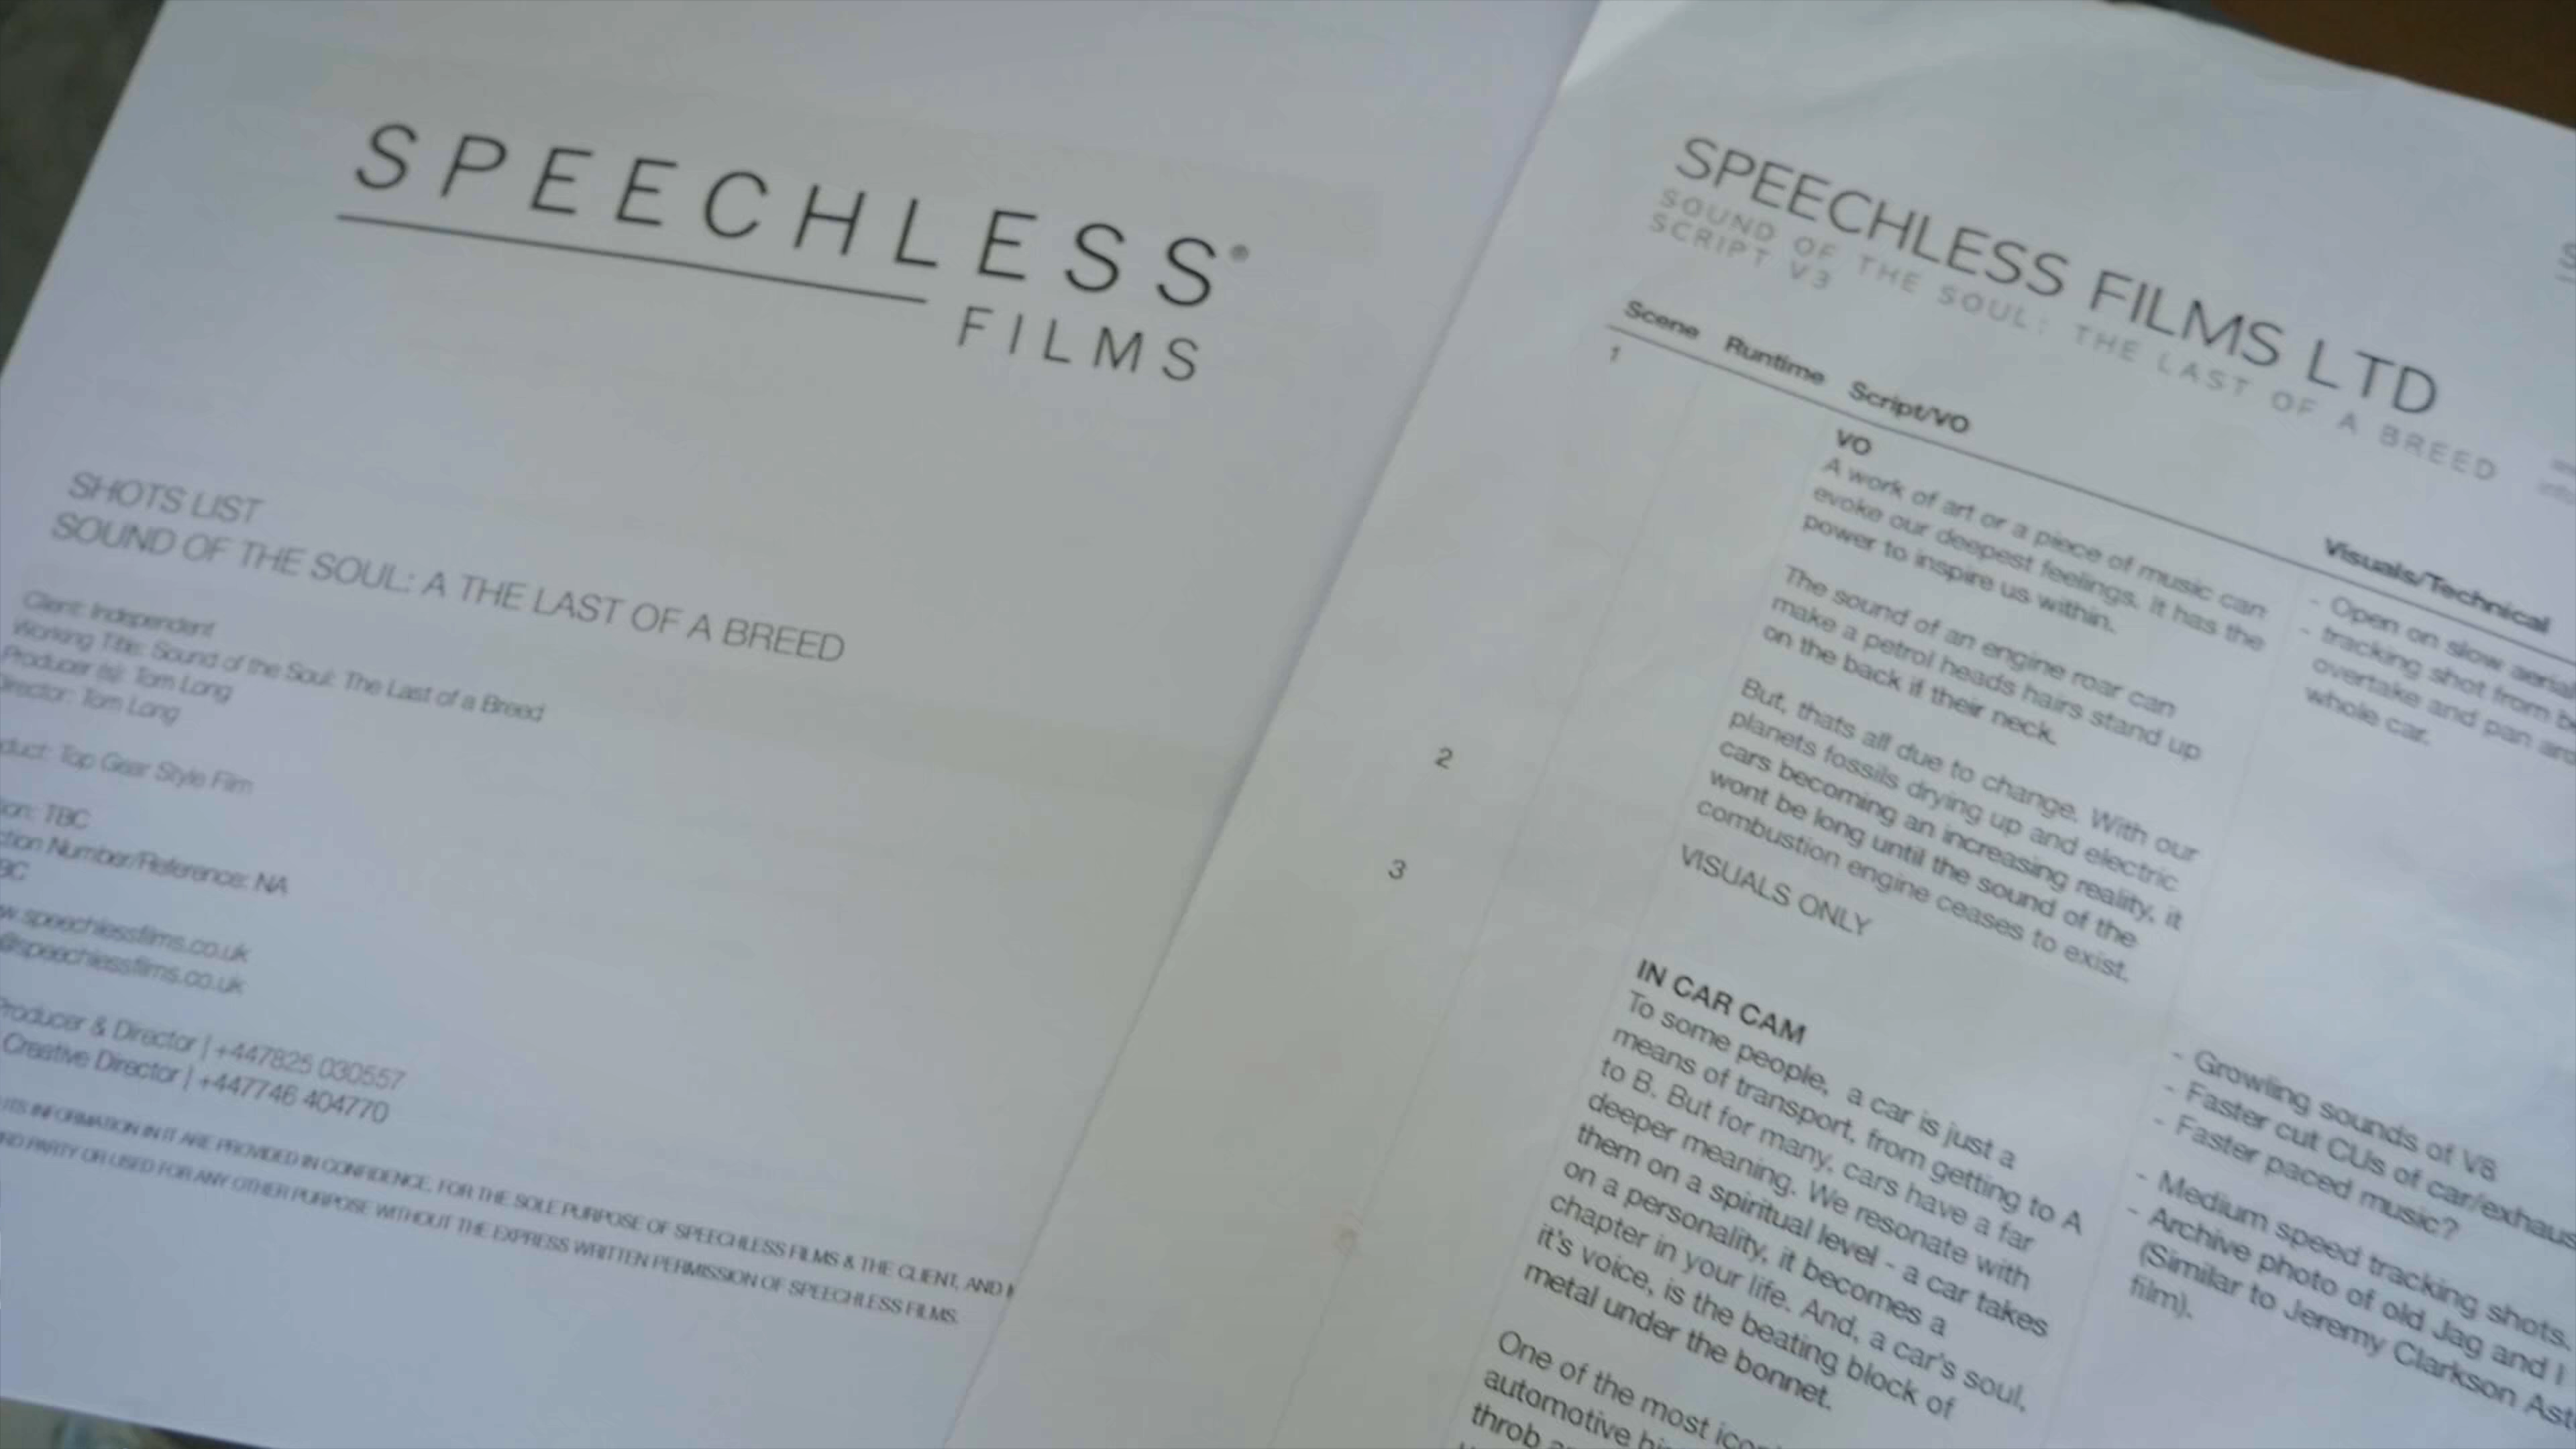 SPEECHLESS®
FILMS
SHOTS LIST
SOUND OF THE SOUL: A THE LAST OF A BREED
Client: Independent
Working Title: Sound of the Soul: The Last of a Breed
Producer (s): Tom Long
Director: Tom Long
Top Gear Style Film
TBC
Number/Reference: NA
speechlessfilms.co.uk
@speechlessfilms.co.uk
Producer & Director | +447825 030557
Creative Director | +447746 404770
ITS INFORMATION IN IT ARE PROVIDED IN CONFIDENCE, FOR THE SOLE PURPOSE OF SPEECHLESS FILMS & THE CLIENT, AND
PARTY OR USED FOR ANY OTHER PURPOSE WITHOUT THE EXPRESS WRITTEN PERMISSION OF SPEECHLESS FILMS.
SPEECHLESS FILMS LTD
SOUND OF THE SOUL: THE LAST OF A BREED
SCRIPT V3
Scene Runtime Script/VO Visuals/Technical
1
VO
A work of art or a piece of music can
evoke our deepest feelings. It has the
power to inspire us within.
The sound of an engine roar can
make a petrol heads hairs stand up
on the back if their neck.
But, thats all due to change. With our
planets fossils drying up and electric
cars becoming an increasing reality, it
wont be long until the sound of the
combustion engine ceases to exist.
- Open on slow aerial
- tracking shot from
overtake and pan
whole car.
2
VISUALS ONLY
- Growling sounds of V8
- Faster cut CUs of car/exhaus
- Faster paced music?
3
IN CAR CAM
To some people, a car is just a
means of transport, from getting to A
to B. But for many, cars have a far
deeper meaning. We resonate with
them on a spiritual level - a car takes
on a personality, it becomes a
chapter in your life. And, a car's soul,
it's voice, is the beating block of
metal under the bonnet.
One of the most
automotive
throb
- Medium speed tracking shots.
- Archive photo of old Jag and I
(Similar to Jeremy Clarkson
film).